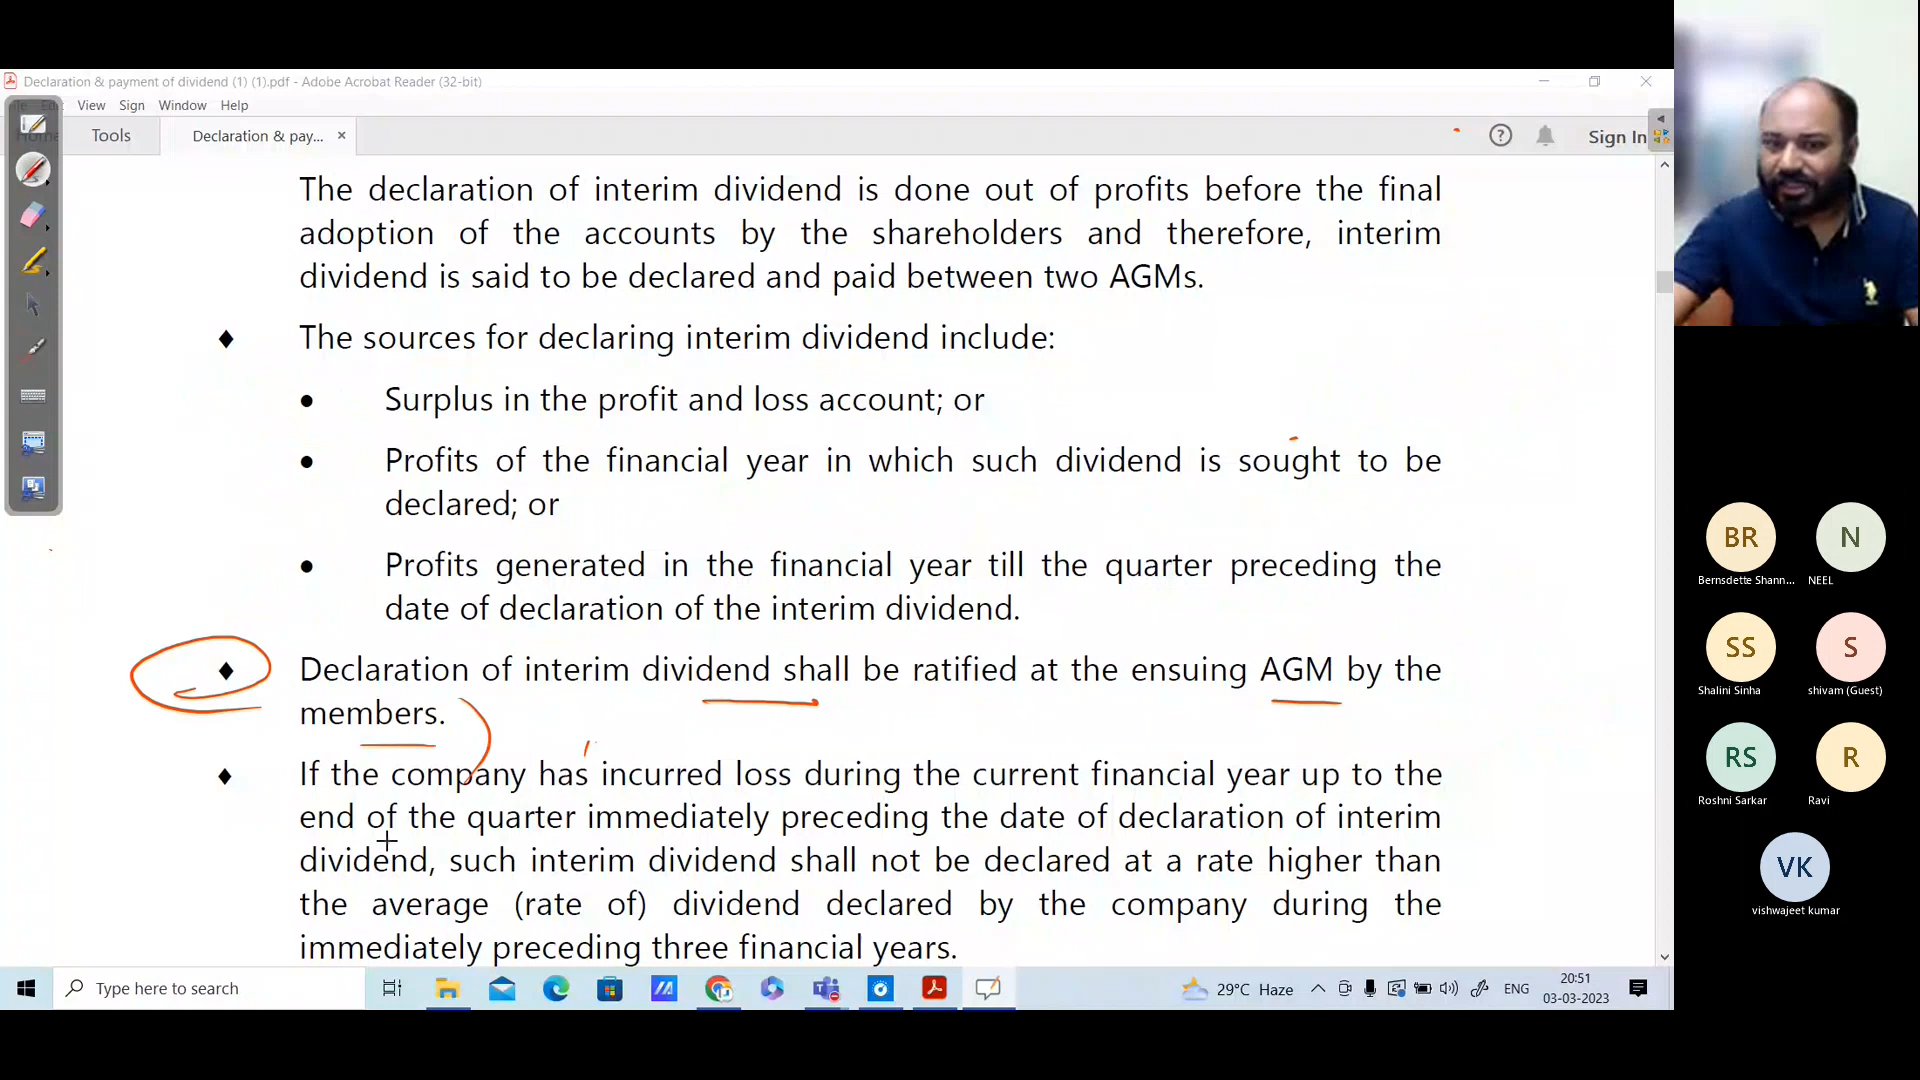 Declaration & payment of dividend (1) (1).pdf - Adobe Acrobat Reader (32-bit)
View Sign Window Help
Tools
Declaration & pay...
Sign In
The declaration of interim dividend is done out of profits before the final
adoption of the accounts by the shareholders and therefore, interim
dividend is said to be declared and paid between two AGMs.
♦ The sources for declaring interim dividend include:
• Surplus in the profit and loss account; or
• Profits of the financial year in which such dividend is sought to be
declared; or
• Profits generated in the financial year till the quarter preceding the
date of declaration of the interim dividend.
♦ Declaration of interim dividend shall be ratified at the ensuing AGM by the
members.
♦ If the company has incurred loss during the current financial year up to the
end of the quarter immediately preceding the date of declaration of interim
dividend, such interim dividend shall not be declared at a rate higher than
the average (rate of) dividend declared by the company during the
immediately preceding three financial years.
BR
Bernsdette Shann...
N
NEEL
SS
Shalini Sinha
S
shivam (Guest)
RS
Roshni Sarkar
R
Ravi
VK
vishwajeet kumar
Type here to search
29°C Haze
ENG
20:51
03-03-2023